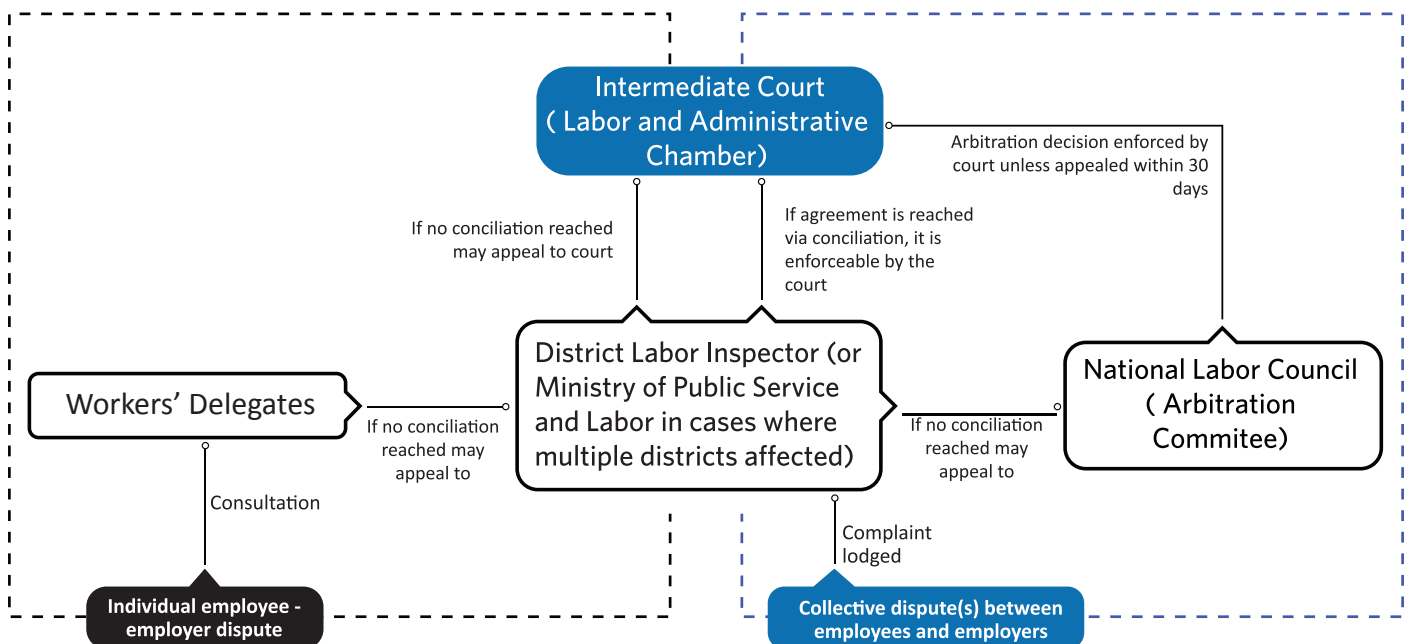 Intermediate Court
( Labor and Administrative
Chamber)
Arbitration decision enforced by
court unless appealed within 30
days
If no conciliation reached
may appeal to court
If agreement is reached
via conciliation, it is
enforceable by the
court
Workers’ Delegates
If no conciliation
reached may
appeal to
District Labor Inspector (or
Ministry of Public Service
and Labor in cases where
multiple districts affected)
If no conciliation
reached may
appeal to
National Labor Council
( Arbitration
Commitee)
Consultation
Complaint
lodged
Individual employee -
employer dispute
Collective dispute(s) between
employees and employers